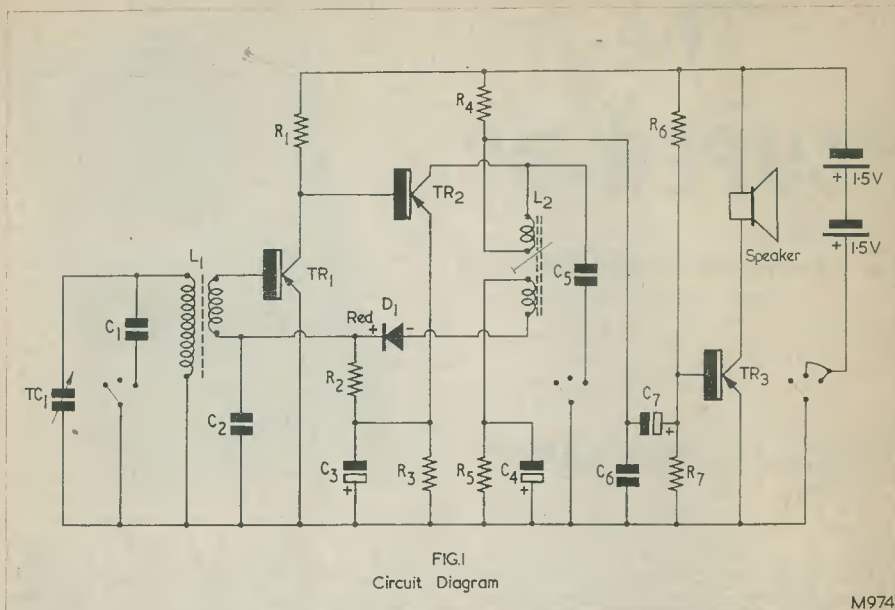 R1
R4
R6
TR2
L2
+ 1·5V
+ 1·5V
Speaker
L1
TR1
C5
C1
Red + D1 -
TR3
TC1
R2
C7
+
C2
C3
+
R3
R5
C4
+
C6
R7
FIG.1
Circuit Diagram
M974